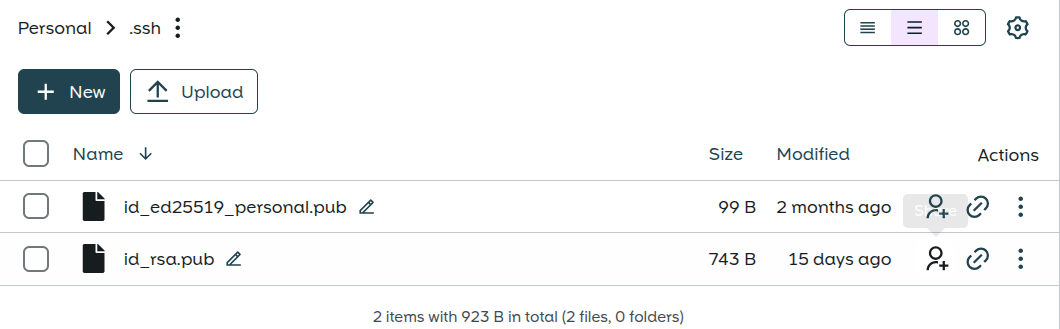 Personal > .ssh
New Upload
Name Size Modified Actions
id_ed25519_personal.pub 99 B 2 months ago
id_rsa.pub 743 B 15 days ago
2 items with 923 B in total (2 files, 0 folders)